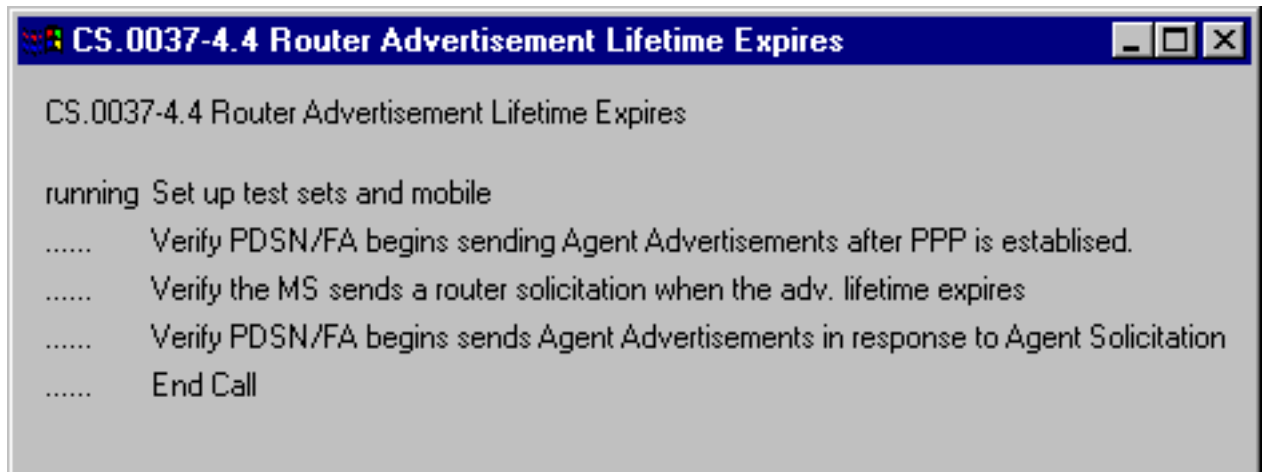 CS.0037-4.4 Router Advertisement Lifetime Expires
CS.0037-4.4 Router Advertisement Lifetime Expires
running Set up test sets and mobile
...... Verify PDSN/FA begins sending Agent Advertisements after PPP is establised.
...... Verify the MS sends a router solicitation when the adv. lifetime expires
...... Verify PDSN/FA begins sends Agent Advertisements in response to Agent Solicitation
...... End Call